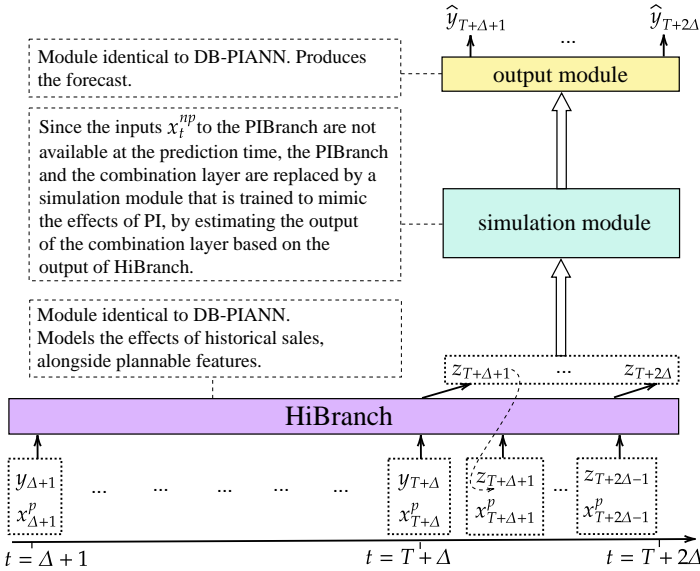 ŷ_{T+Δ+1} ... ŷ_{T+2Δ}
Module identical to DB-PIANN. Produces
the forecast.
output module
Since the inputs x_t^{np} to the PIBranch are not
available at the prediction time, the PIBranch
and the combination layer are replaced by a
simulation module that is trained to mimic
the effects of PI, by estimating the output
of the combination layer based on the
output of HiBranch.
simulation module
Module identical to DB-PIANN.
Models the effects of historical sales,
alongside plannable features.
z_{T+Δ+1} ... z_{T+2Δ}
HiBranch
y_{Δ+1} ... ... ... ... ... y_{T+Δ} z_{T+Δ+1} ... z_{T+2Δ-1}
x_{Δ+1}^p x_{T+Δ}^p x_{T+Δ+1}^p x_{T+2Δ-1}^p
t = Δ + 1 t = T + Δ t = T + 2Δ